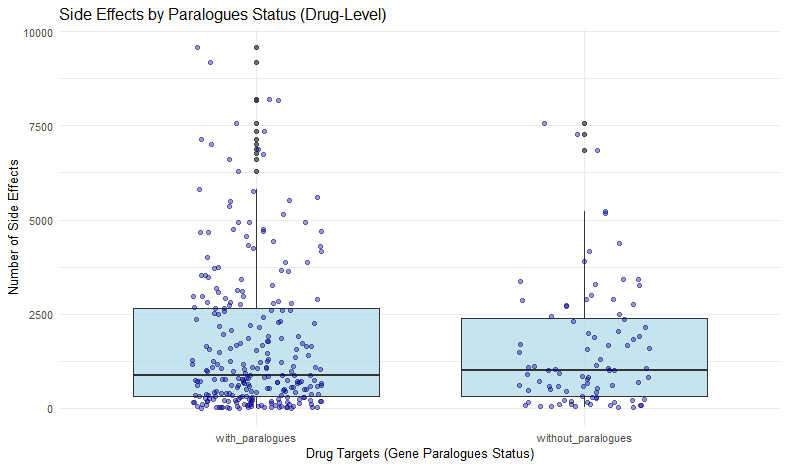 Side Effects by Paralogues Status (Drug-Level)
10000
7500
5000
2500
0
Number of Side Effects
with_paralogues
without_paralogues
Drug Targets (Gene Paralogues Status)